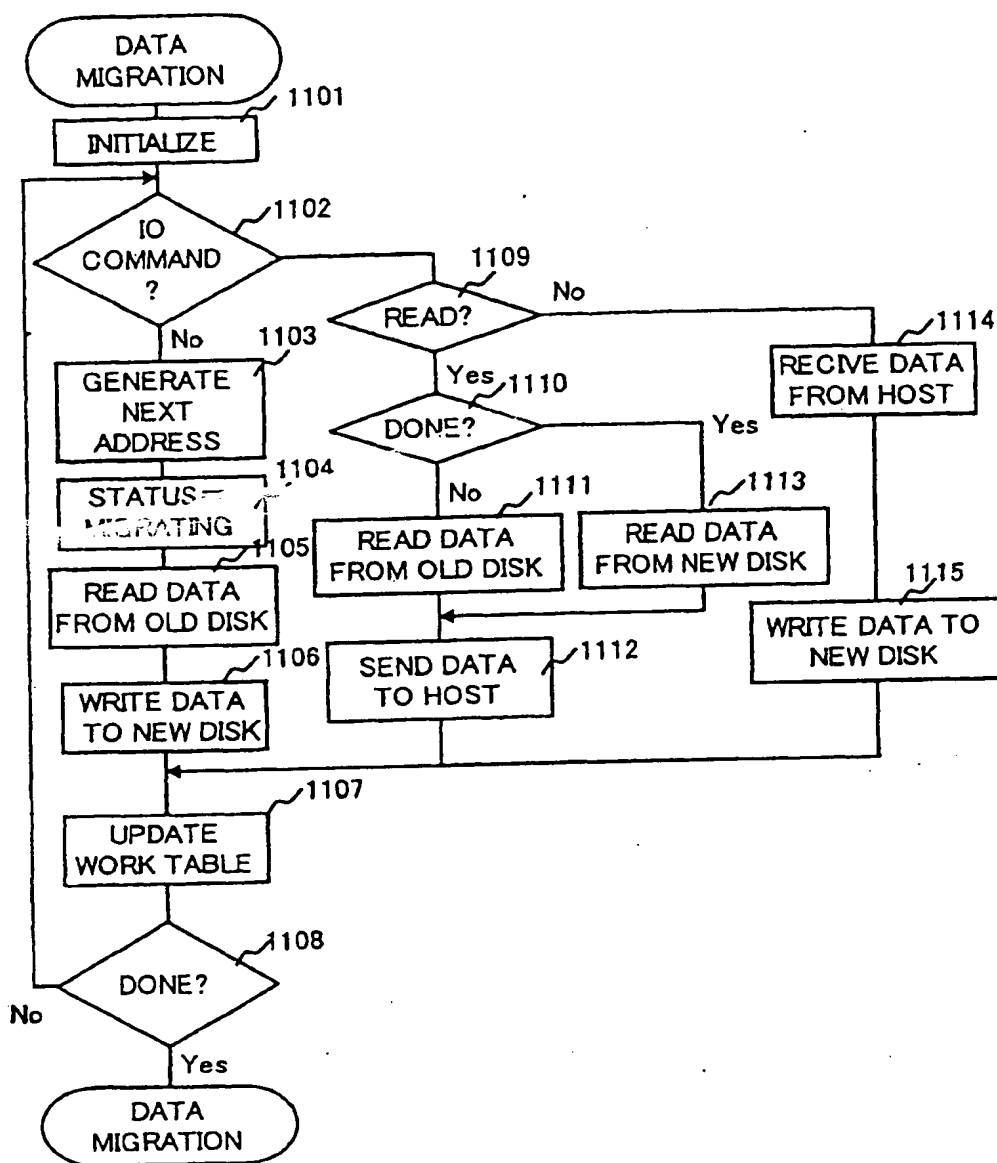 DATA
MIGRATION
1101
INITIALIZE
1102
IO
COMMAND
?
No
1103
GENERATE
NEXT
ADDRESS
1104
STATUS=
MIGRATING
1105
READ DATA
FROM OLD DISK
1106
WRITE DATA
TO NEW DISK
1107
UPDATE
WORK TABLE
1108
DONE?
No
Yes
DATA
MIGRATION
1109
READ?
No
Yes
1110
DONE?
Yes
No
1111
READ DATA
FROM OLD DISK
1113
READ DATA
FROM NEW DISK
1112
SEND DATA
TO HOST
1114
RECIVE DATA
FROM HOST
1115
WRITE DATA TO
NEW DISK